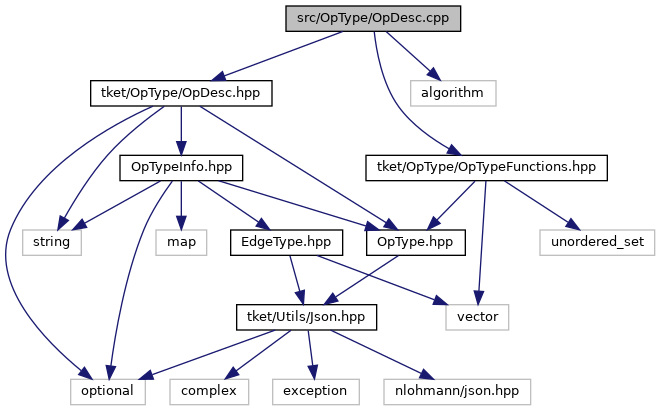 src/OpType/OpDesc.cpp
tket/OpType/OpDesc.hpp
algorithm
OpTypeInfo.hpp
tket/OpType/OpTypeFunctions.hpp
string
map
EdgeType.hpp
OpType.hpp
unordered_set
tket/Utils/Json.hpp
vector
optional
complex
exception
nlohmann/json.hpp